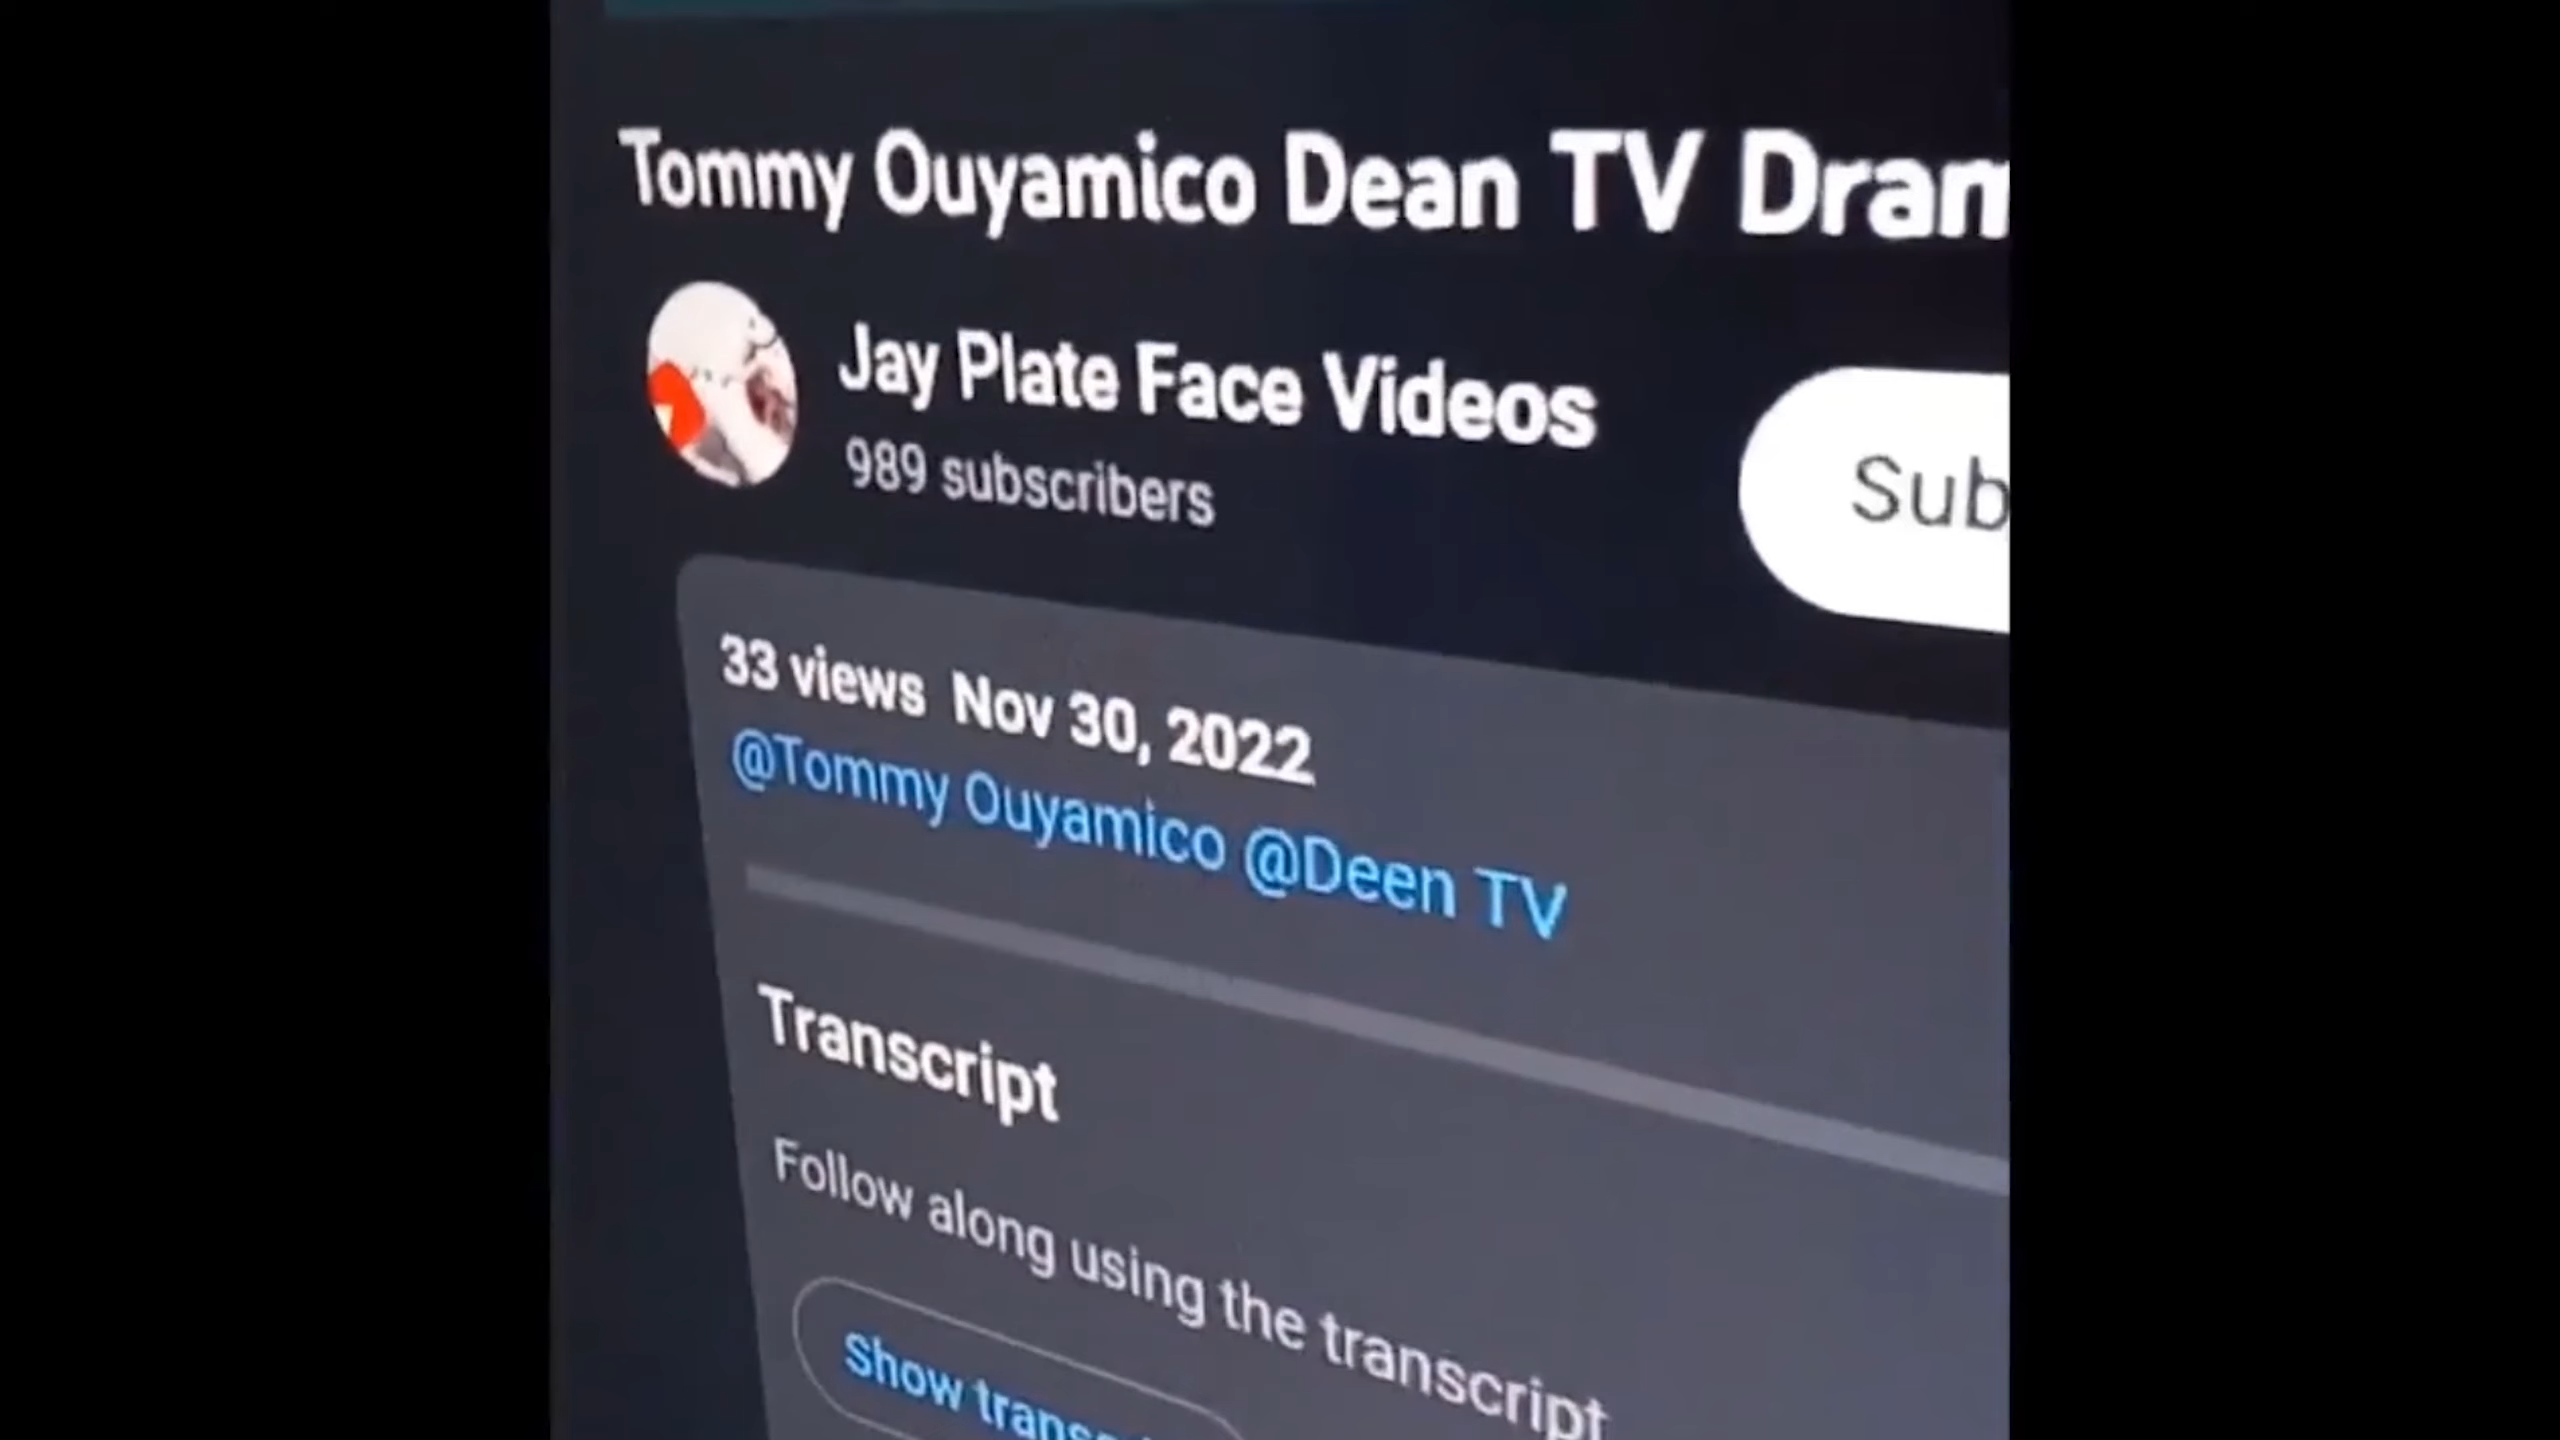 Tommy Ouyamico Dean TV Dram
Jay Plate Face Videos
989 subscribers
Sub
33 views Nov 30, 2022
@Tommy Ouyamico @Deen TV
Transcript
Follow along using the transcript
Show trans